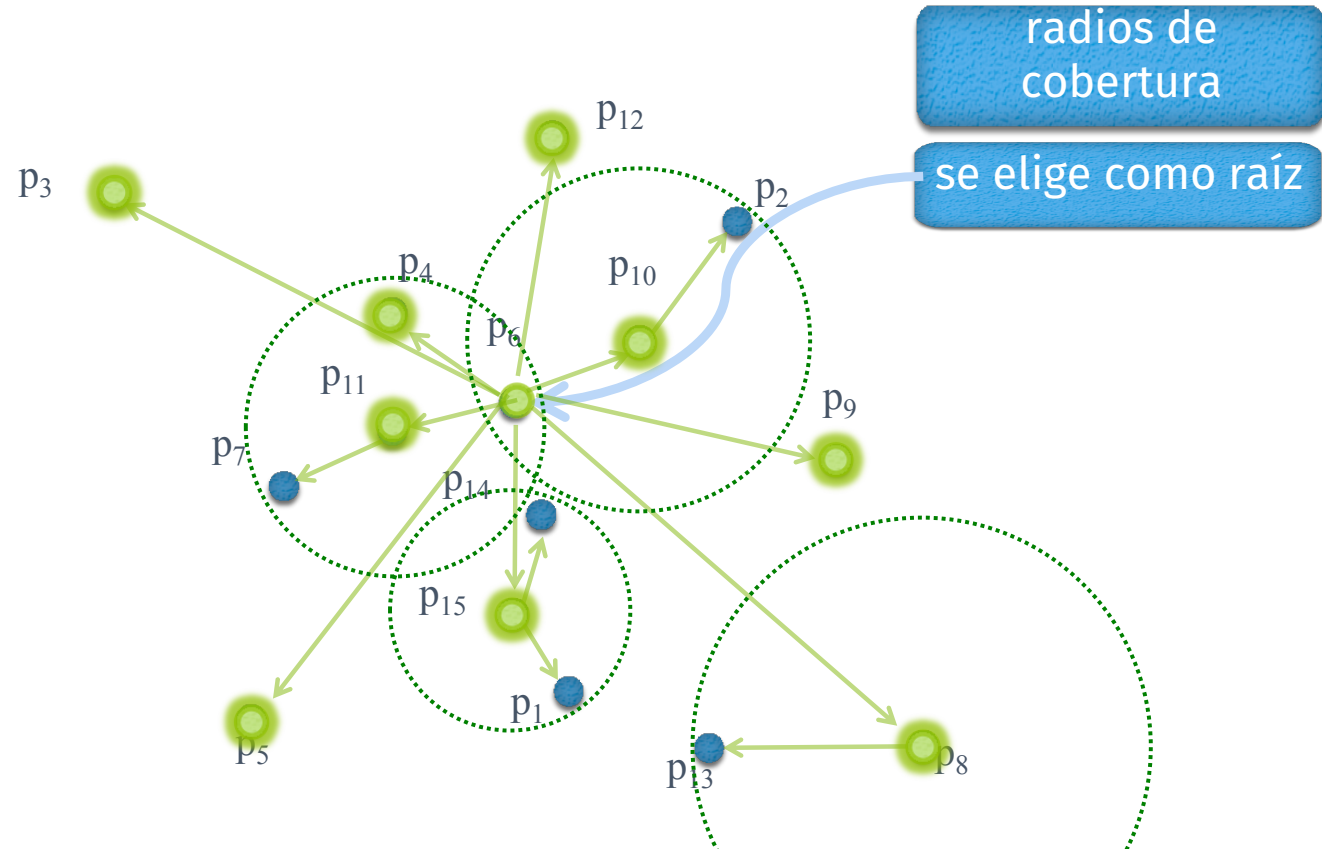 radios de
cobertura
se elige como raíz
p12
p3
p2
p4
p10
p6
p11
p9
p7
p14
p15
p1
p5
p8
p13